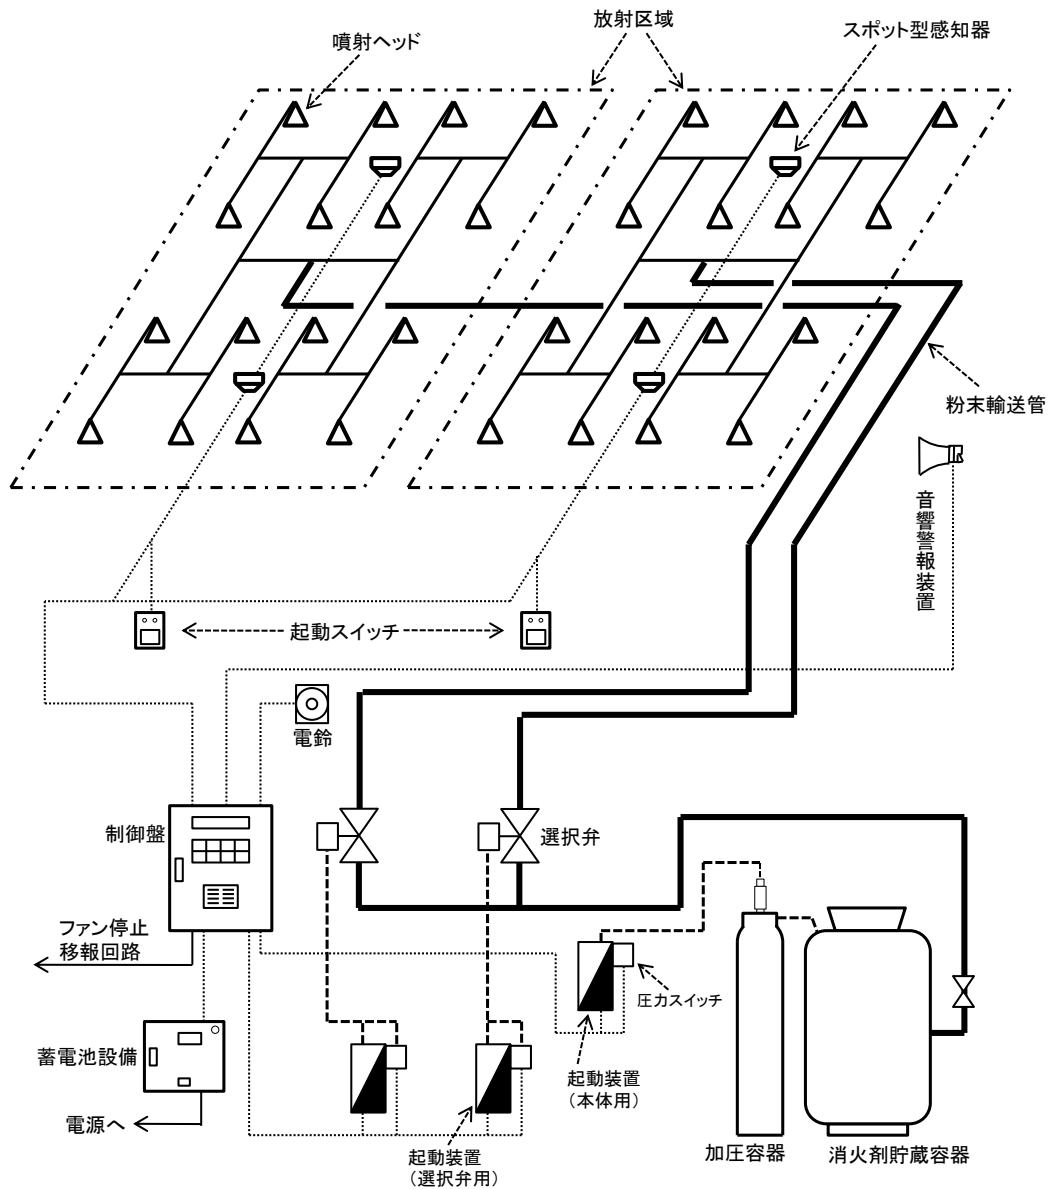 放射区域
噴射ヘッド
スポット型感知器
粉末輸送管
音響警報装置
起動スイッチ
電鈴
制御盤
選択弁
ファン停止
移報回路
圧力スイッチ
蓄電池設備
起動装置
（本体用）
電源へ
起動装置
（選択弁用）
加圧容器
消火剤貯蔵容器